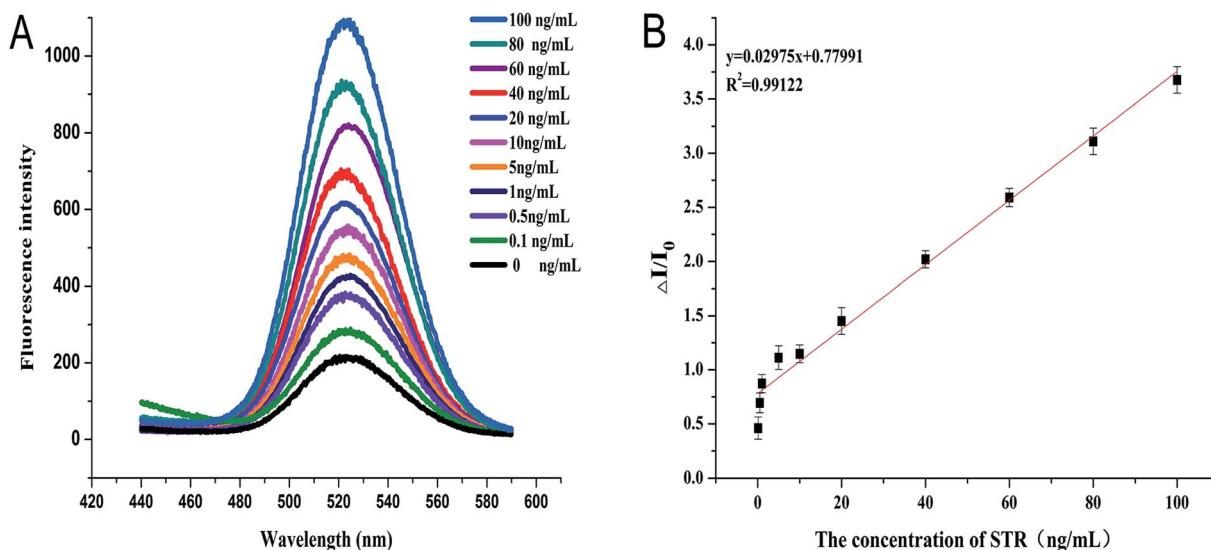 A
Fluorescence intensity
1000
800
600
400
200
0
420 440 460 480 500 520 540 560 580 600
Wavelength (nm)
100 ng/mL
80 ng/mL
60 ng/mL
40 ng/mL
20 ng/mL
10ng/mL
5ng/mL
1ng/mL
0.5ng/mL
0.1 ng/mL
0 ng/mL
B
y=0.02975x+0.77991
R²=0.99122
△I/I₀
4.0
3.5
3.0
2.5
2.0
1.5
1.0
0.5
0.0
0 20 40 60 80 100
The concentration of STR（ng/mL）